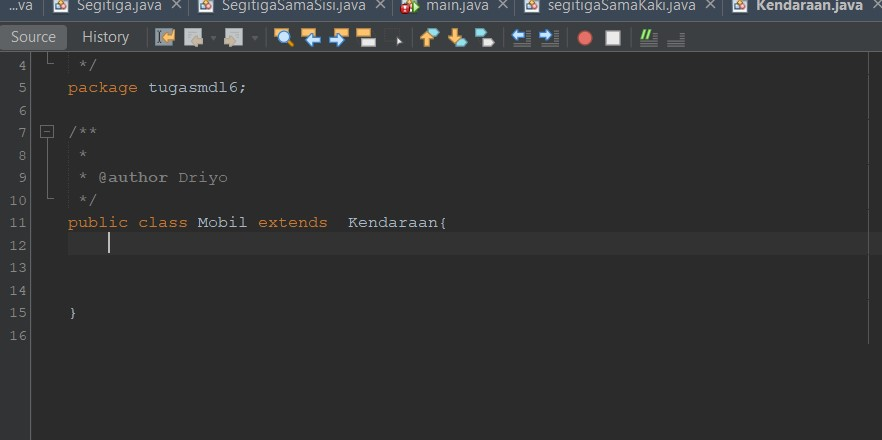 ...va Segitiga.java SegitigaSamaSisi.java main.java segitigaSamaKaki.java Kendaraan.java
Source History
4 */
5 package tugasmdl6;
6
7 /**
8 *
9 * @author Driyo
10 */
11 public class Mobil extends  Kendaraan{
12
13
14
15 }
16